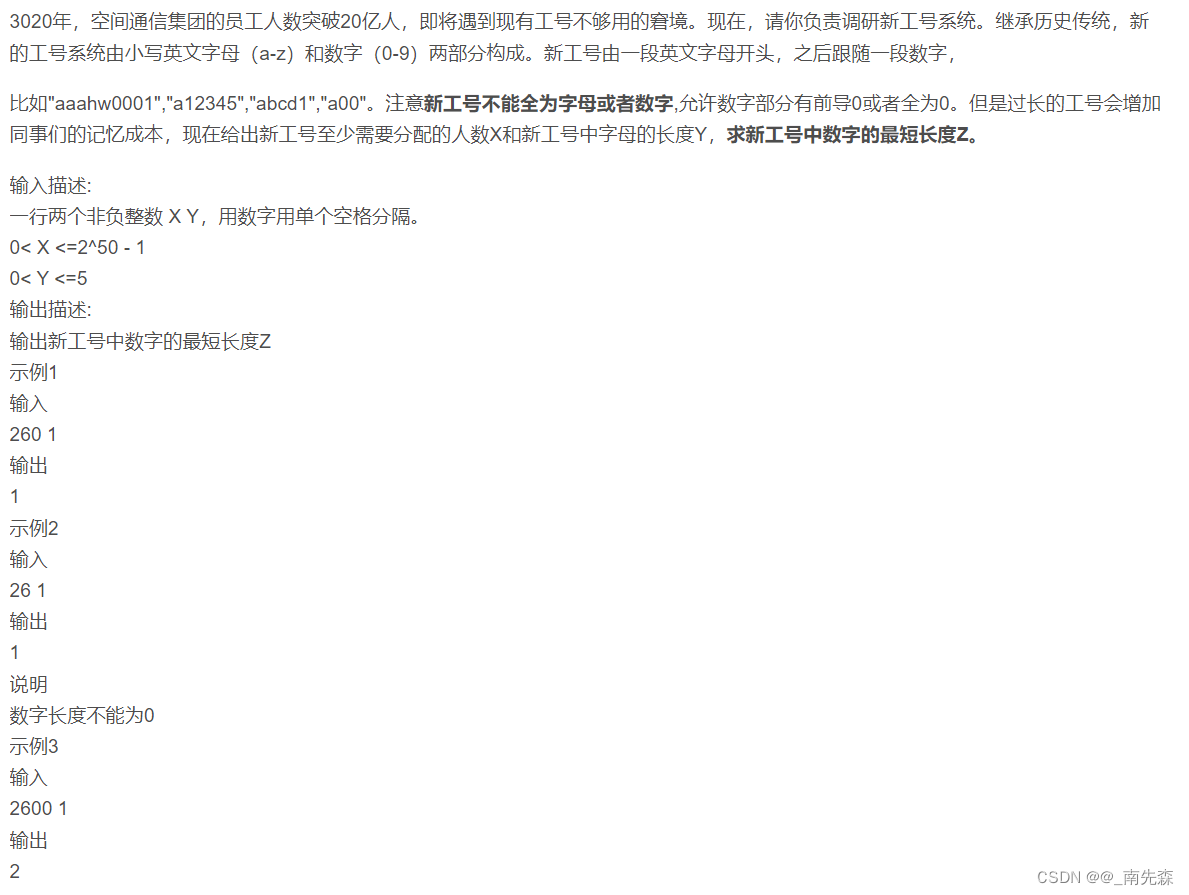 3020年，空间通信集团的员工人数突破20亿人，即将遇到现有工号不够用的窘境。现在，请你负责调研新工号系统。继承历史传统，新
的工号系统由小写英文字母（a-z）和数字（0-9）两部分构成。新工号由一段英文字母开头，之后跟随一段数字，
比如"aaahw0001","a12345","abcd1","a00"。注意新工号不能全为字母或者数字,允许数字部分有前导0或者全为0。但是过长的工号会增加
同事们的记忆成本，现在给出新工号至少需要分配的人数X和新工号中字母的长度Y，求新工号中数字的最短长度Z。
输入描述:
一行两个非负整数 X Y，用数字用单个空格分隔。
0< X <=2^50 - 1
0< Y <=5
输出描述:
输出新工号中数字的最短长度Z
示例1
输入
260 1
输出
1
示例2
输入
26 1
输出
1
说明
数字长度不能为0
示例3
输入
2600 1
输出
2
CSDN @@_南先森